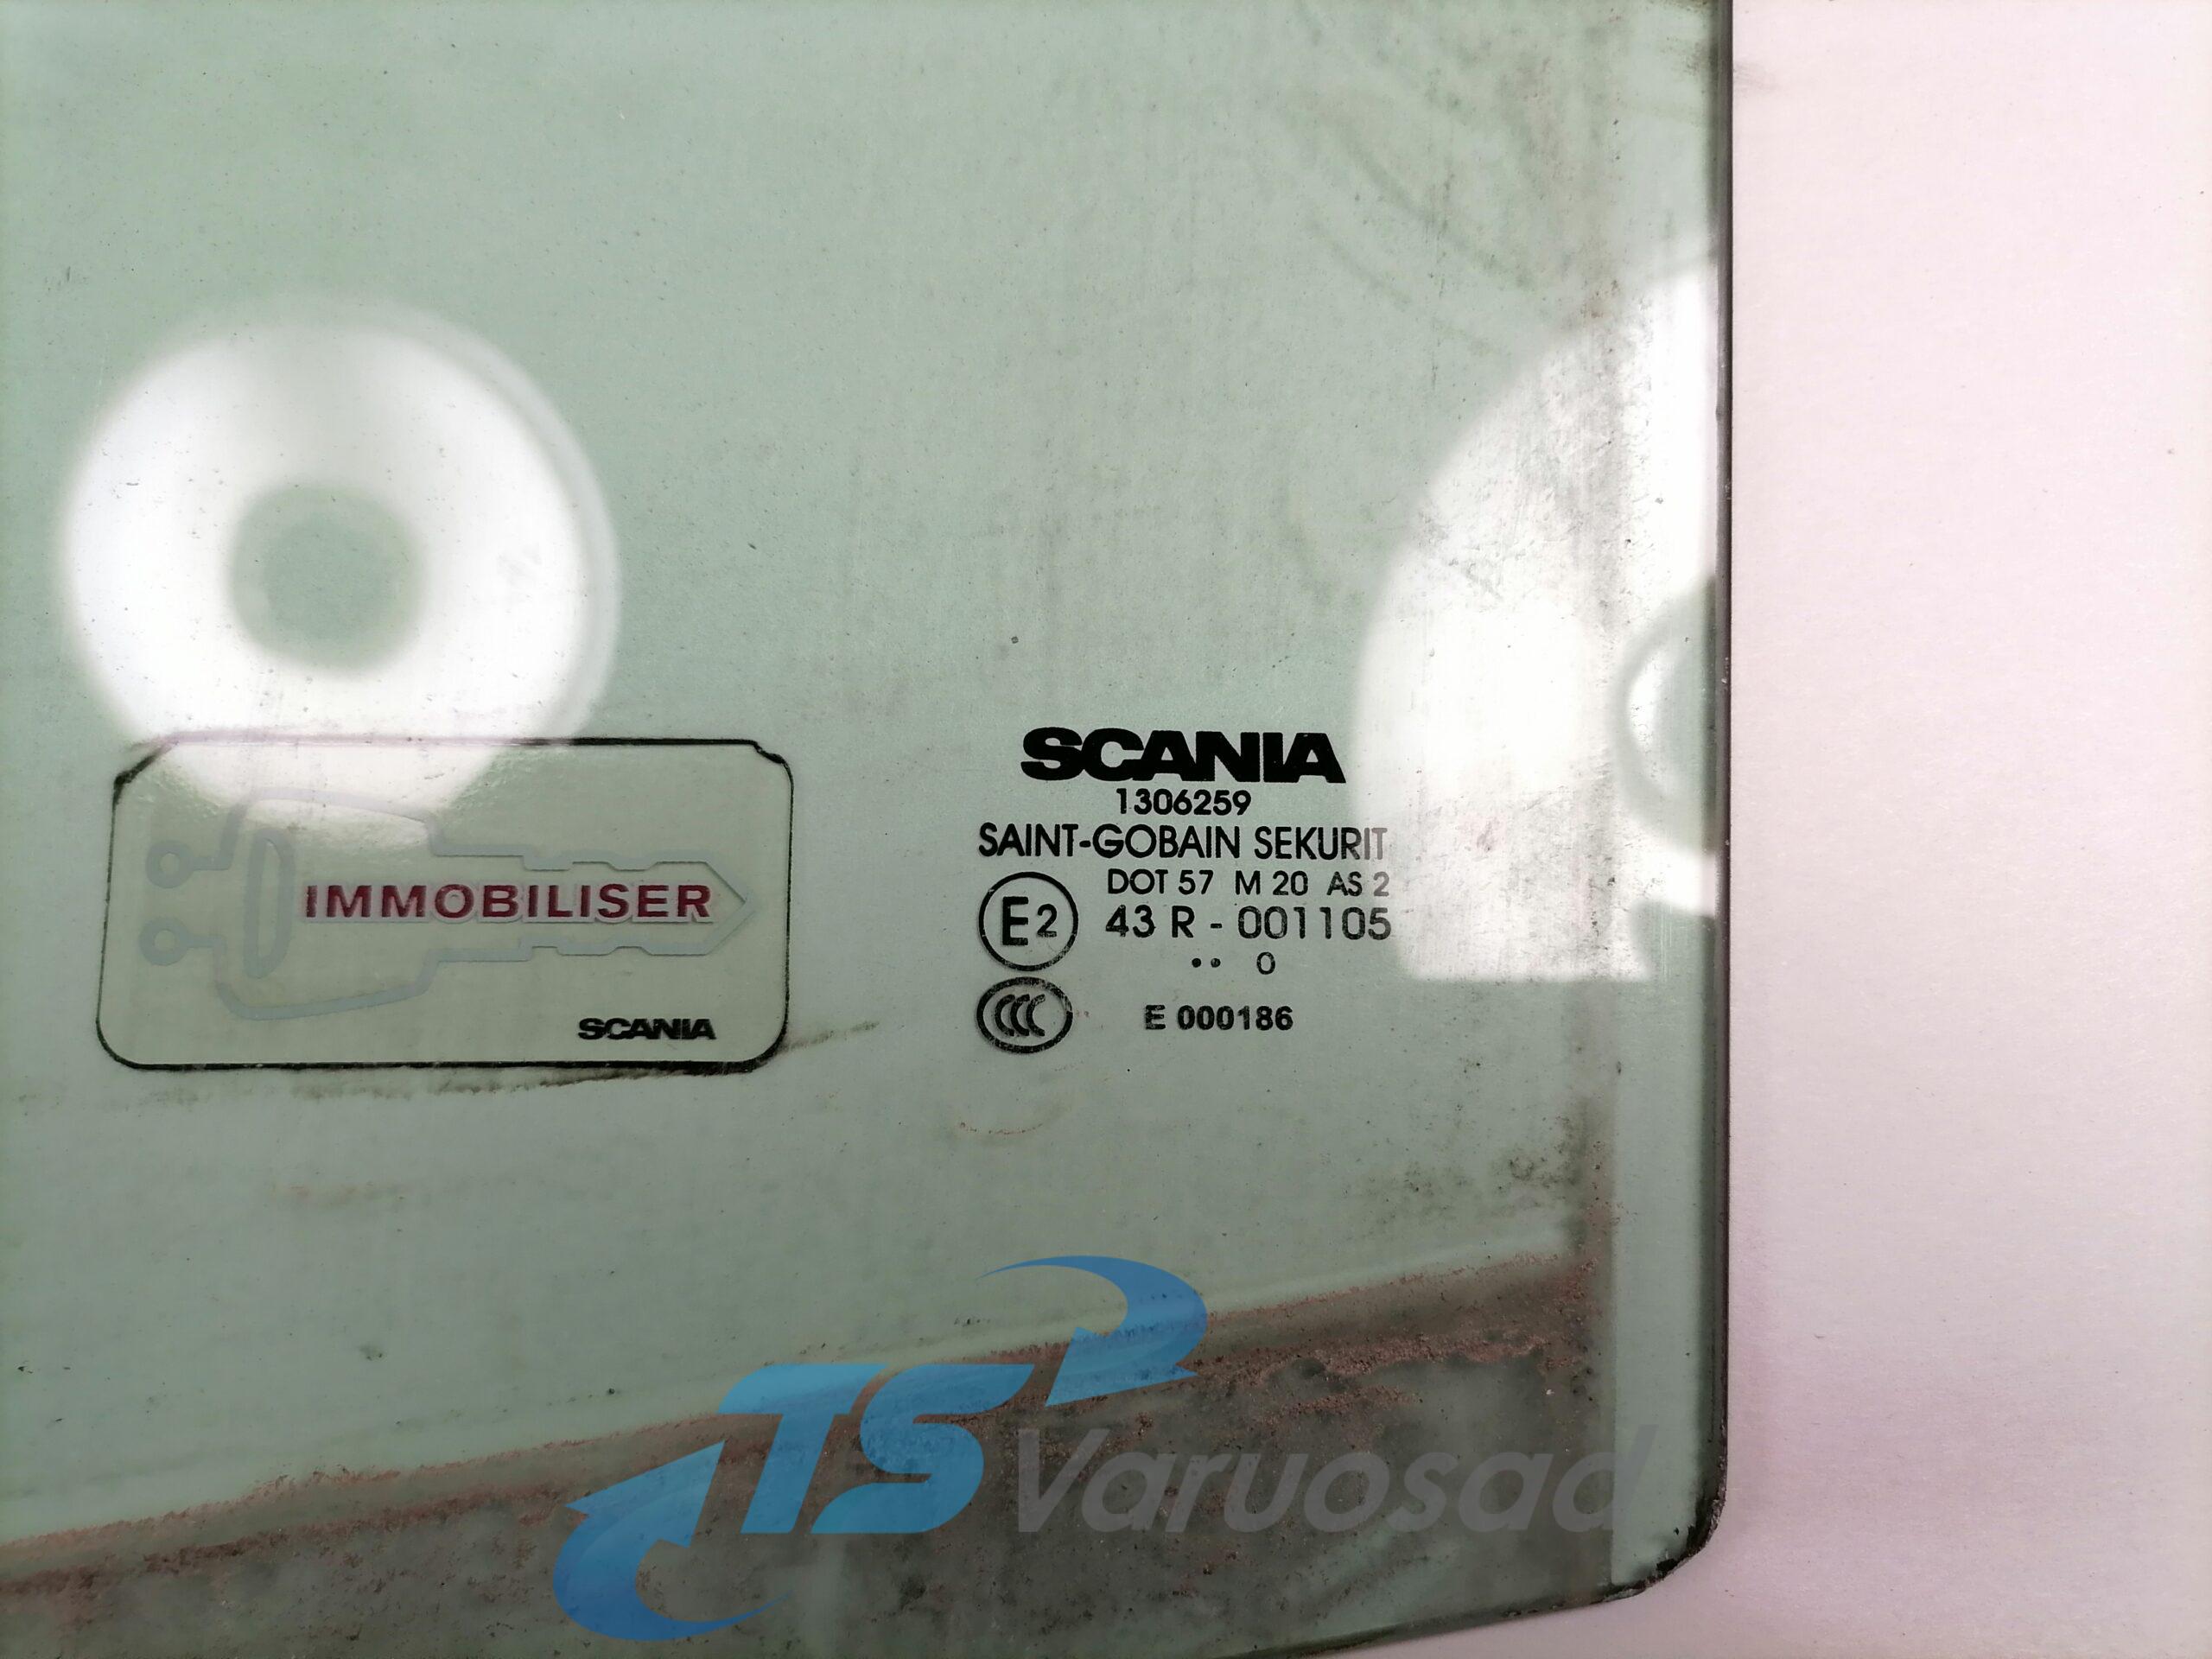 SCANIA
1306259
SAINT-GOBAIN SEKURIT
DOT 57 M 20 AS 2
E2 43 R - 001105
•• 0
CCC E 000186
IMMOBILISER
SCANIA
TS Varuosad